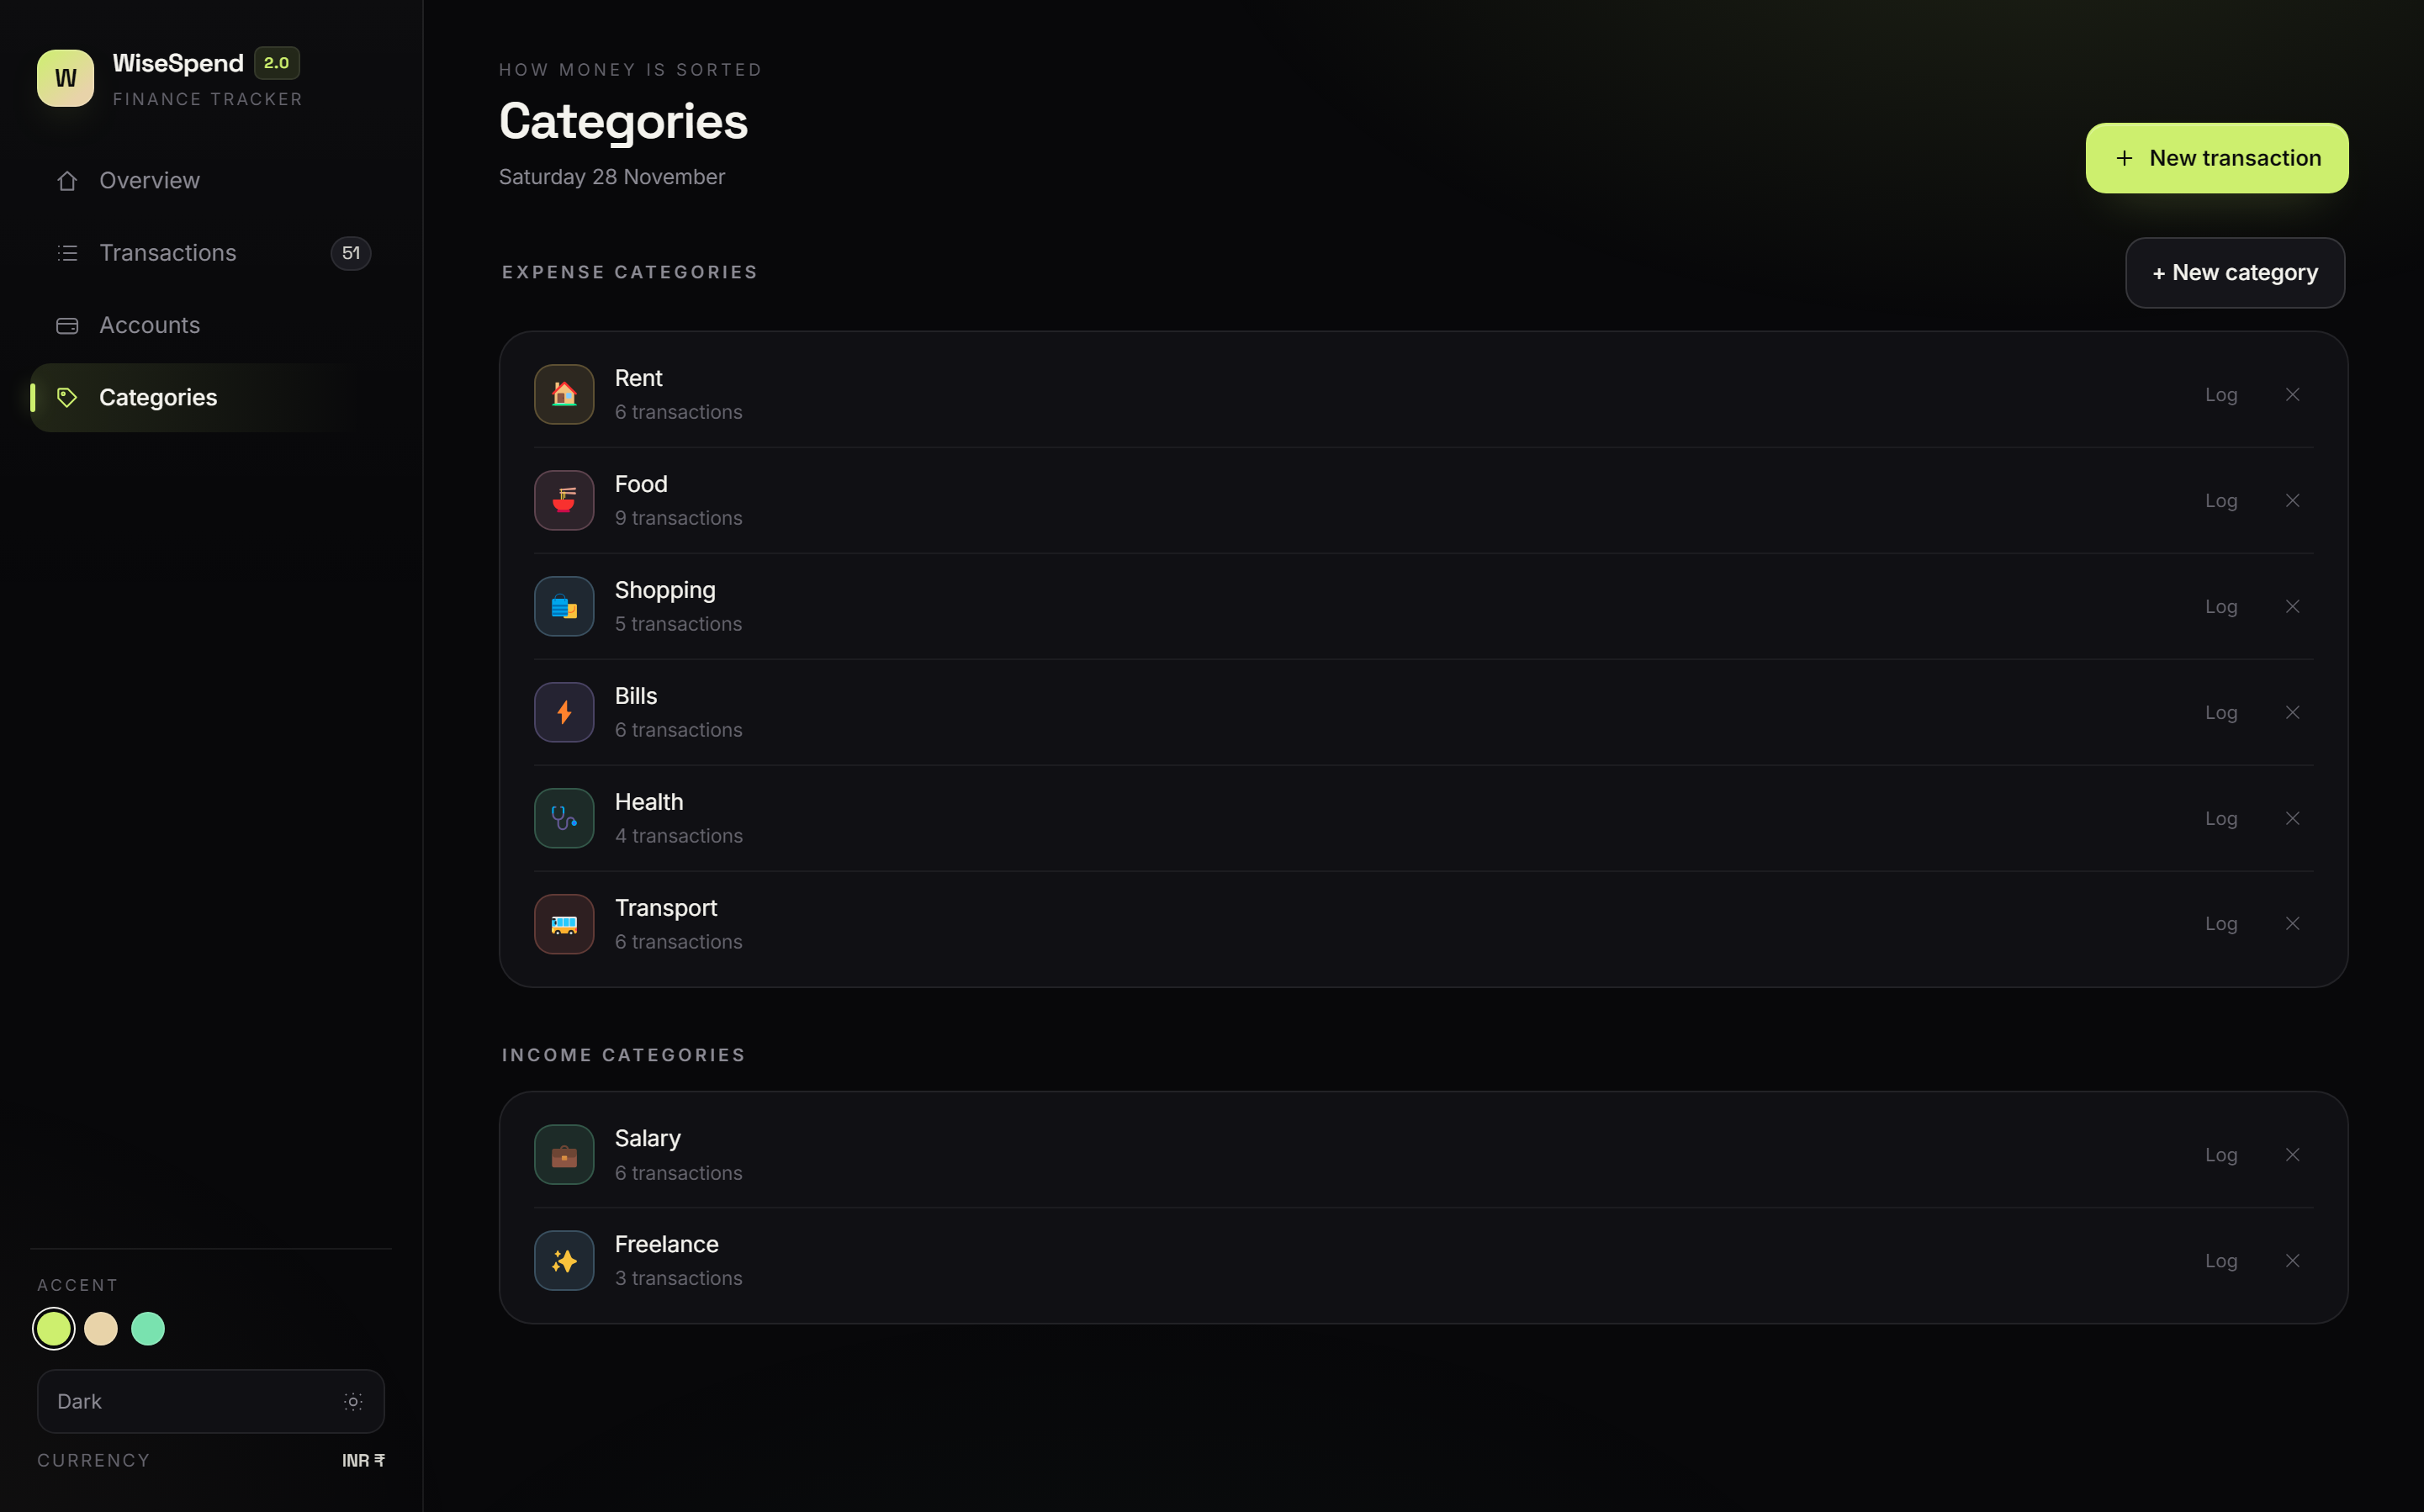 W
WiseSpend 2.0
FINANCE TRACKER
Overview
Transactions 51
Accounts
Categories
ACCENT
Dark
CURRENCY INR ₹
HOW MONEY IS SORTED
Categories
Saturday 28 November
+ New transaction
EXPENSE CATEGORIES
+ New category
Rent
6 transactions
Log
Food
9 transactions
Log
Shopping
5 transactions
Log
Bills
6 transactions
Log
Health
4 transactions
Log
Transport
6 transactions
Log
INCOME CATEGORIES
Salary
6 transactions
Log
Freelance
3 transactions
Log